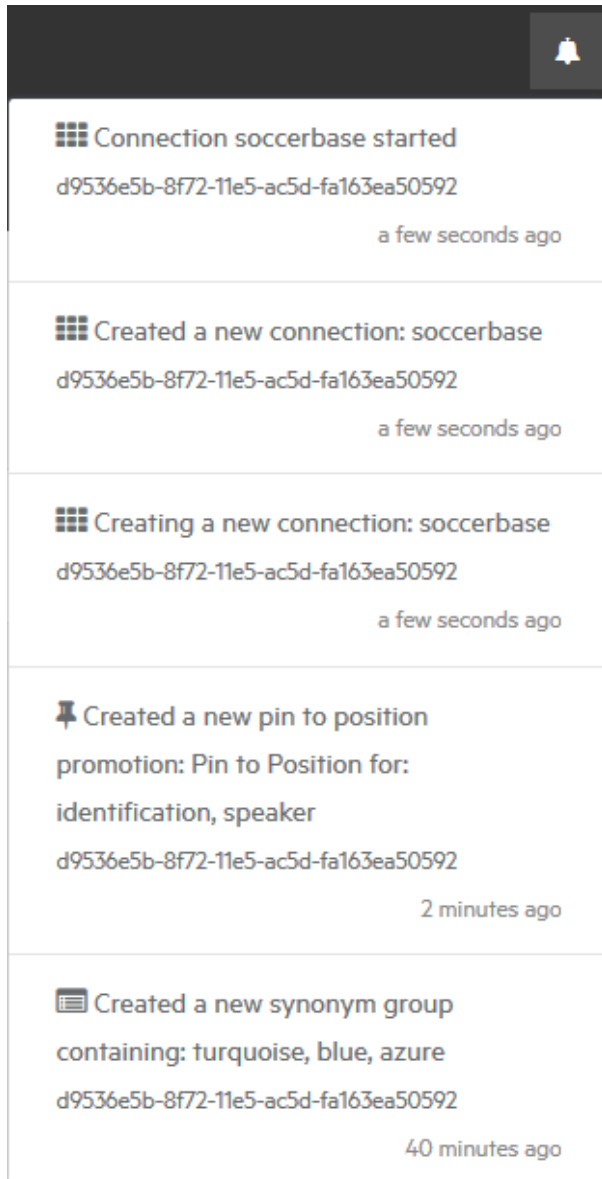 Connection soccerbase started
d9536e5b-8f72-11e5-ac5d-fa163ea50592
a few seconds ago
Created a new connection: soccerbase
d9536e5b-8f72-11e5-ac5d-fa163ea50592
a few seconds ago
Creating a new connection: soccerbase
d9536e5b-8f72-11e5-ac5d-fa163ea50592
a few seconds ago
Created a new pin to position
promotion: Pin to Position for:
identification, speaker
d9536e5b-8f72-11e5-ac5d-fa163ea50592
2 minutes ago
Created a new synonym group
containing: turquoise, blue, azure
d9536e5b-8f72-11e5-ac5d-fa163ea50592
40 minutes ago